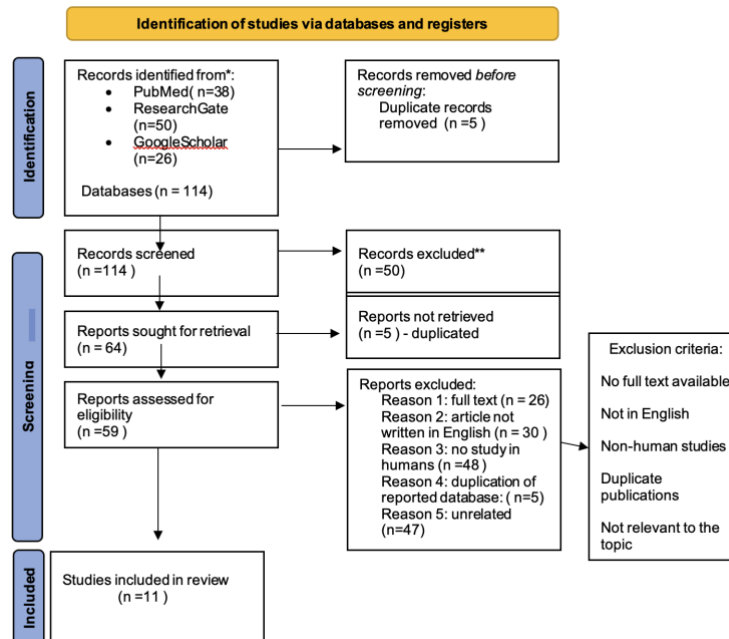 Identification of studies via databases and registers
Identification
Records identified from*:
• PubMed( n=38)
• ResearchGate
(n=50)
• GoogleScholar
(n=26)
Databases (n = 114)
Records removed before
screening:
Duplicate records
removed (n =5 )
Screening
Records screened
(n =114 )
Records excluded**
(n =50)
Reports sought for retrieval
(n = 64)
Reports not retrieved
(n =5 ) - duplicated
Reports assessed for
eligibility
(n =59 )
Reports excluded:
Reason 1: full text (n = 26)
Reason 2: article not
written in English (n = 30 )
Reason 3: no study in
humans (n =48 )
Reason 4: duplication of
reported database: ( n=5)
Reason 5: unrelated
(n=47)
Exclusion criteria:
No full text available
Not in English
Non-human studies
Duplicate
publications
Not relevant to the
topic
Included
Studies included in review
(n =11 )